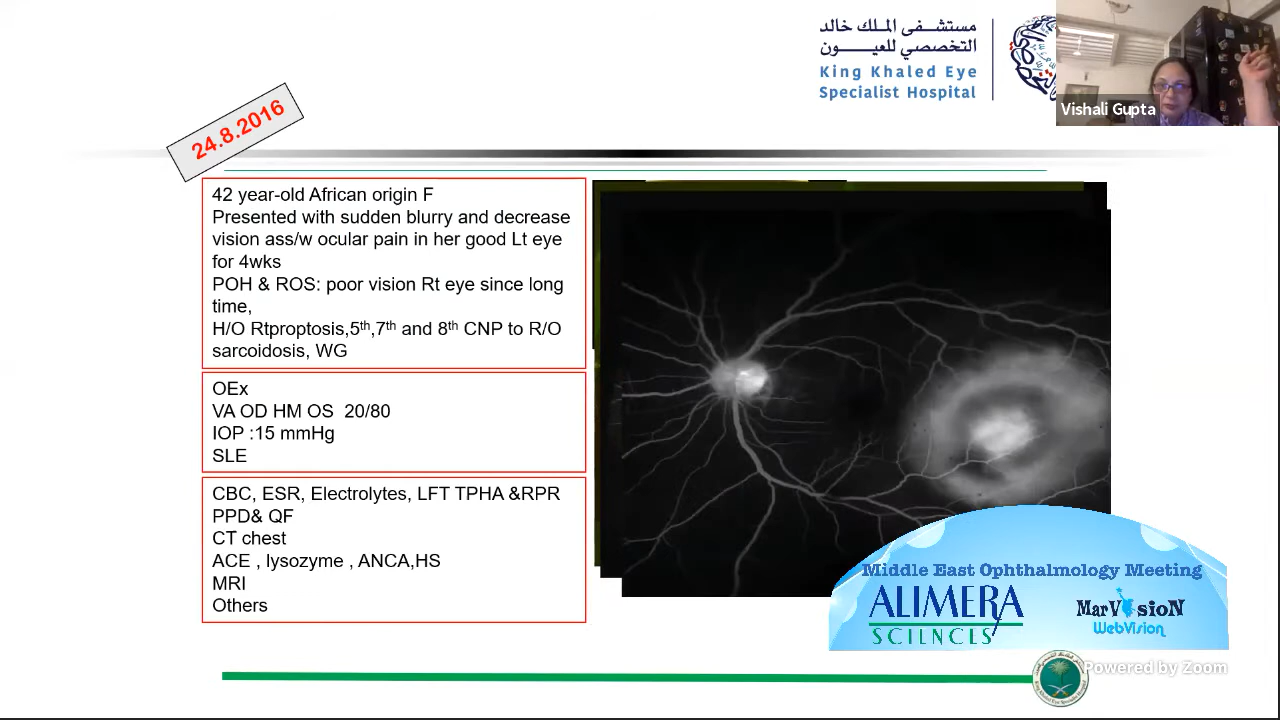 مستشفى الملك خالد
التخصصي للعيون
King Khaled Eye
Specialist Hospital
Vishali Gupta
24.8.2016
42 year-old African origin F
Presented with sudden blurry and decrease
vision ass/w ocular pain in her good Lt eye
for 4wks
POH & ROS: poor vision Rt eye since long
time,
H/O Rtproptosis,5th,7th and 8th CNP to R/O
sarcoidosis, WG
OEx
VA OD HM OS 20/80
IOP :15 mmHg
SLE
CBC, ESR, Electrolytes, LFT TPHA &RPR
PPD& QF
CT chest
ACE , lysozyme , ANCA,HS
MRI
Others
Middle East Ophthalmology Meeting
ALIMERA
SCIENCES
MarVisioN
WebVision
Powered by Zoom